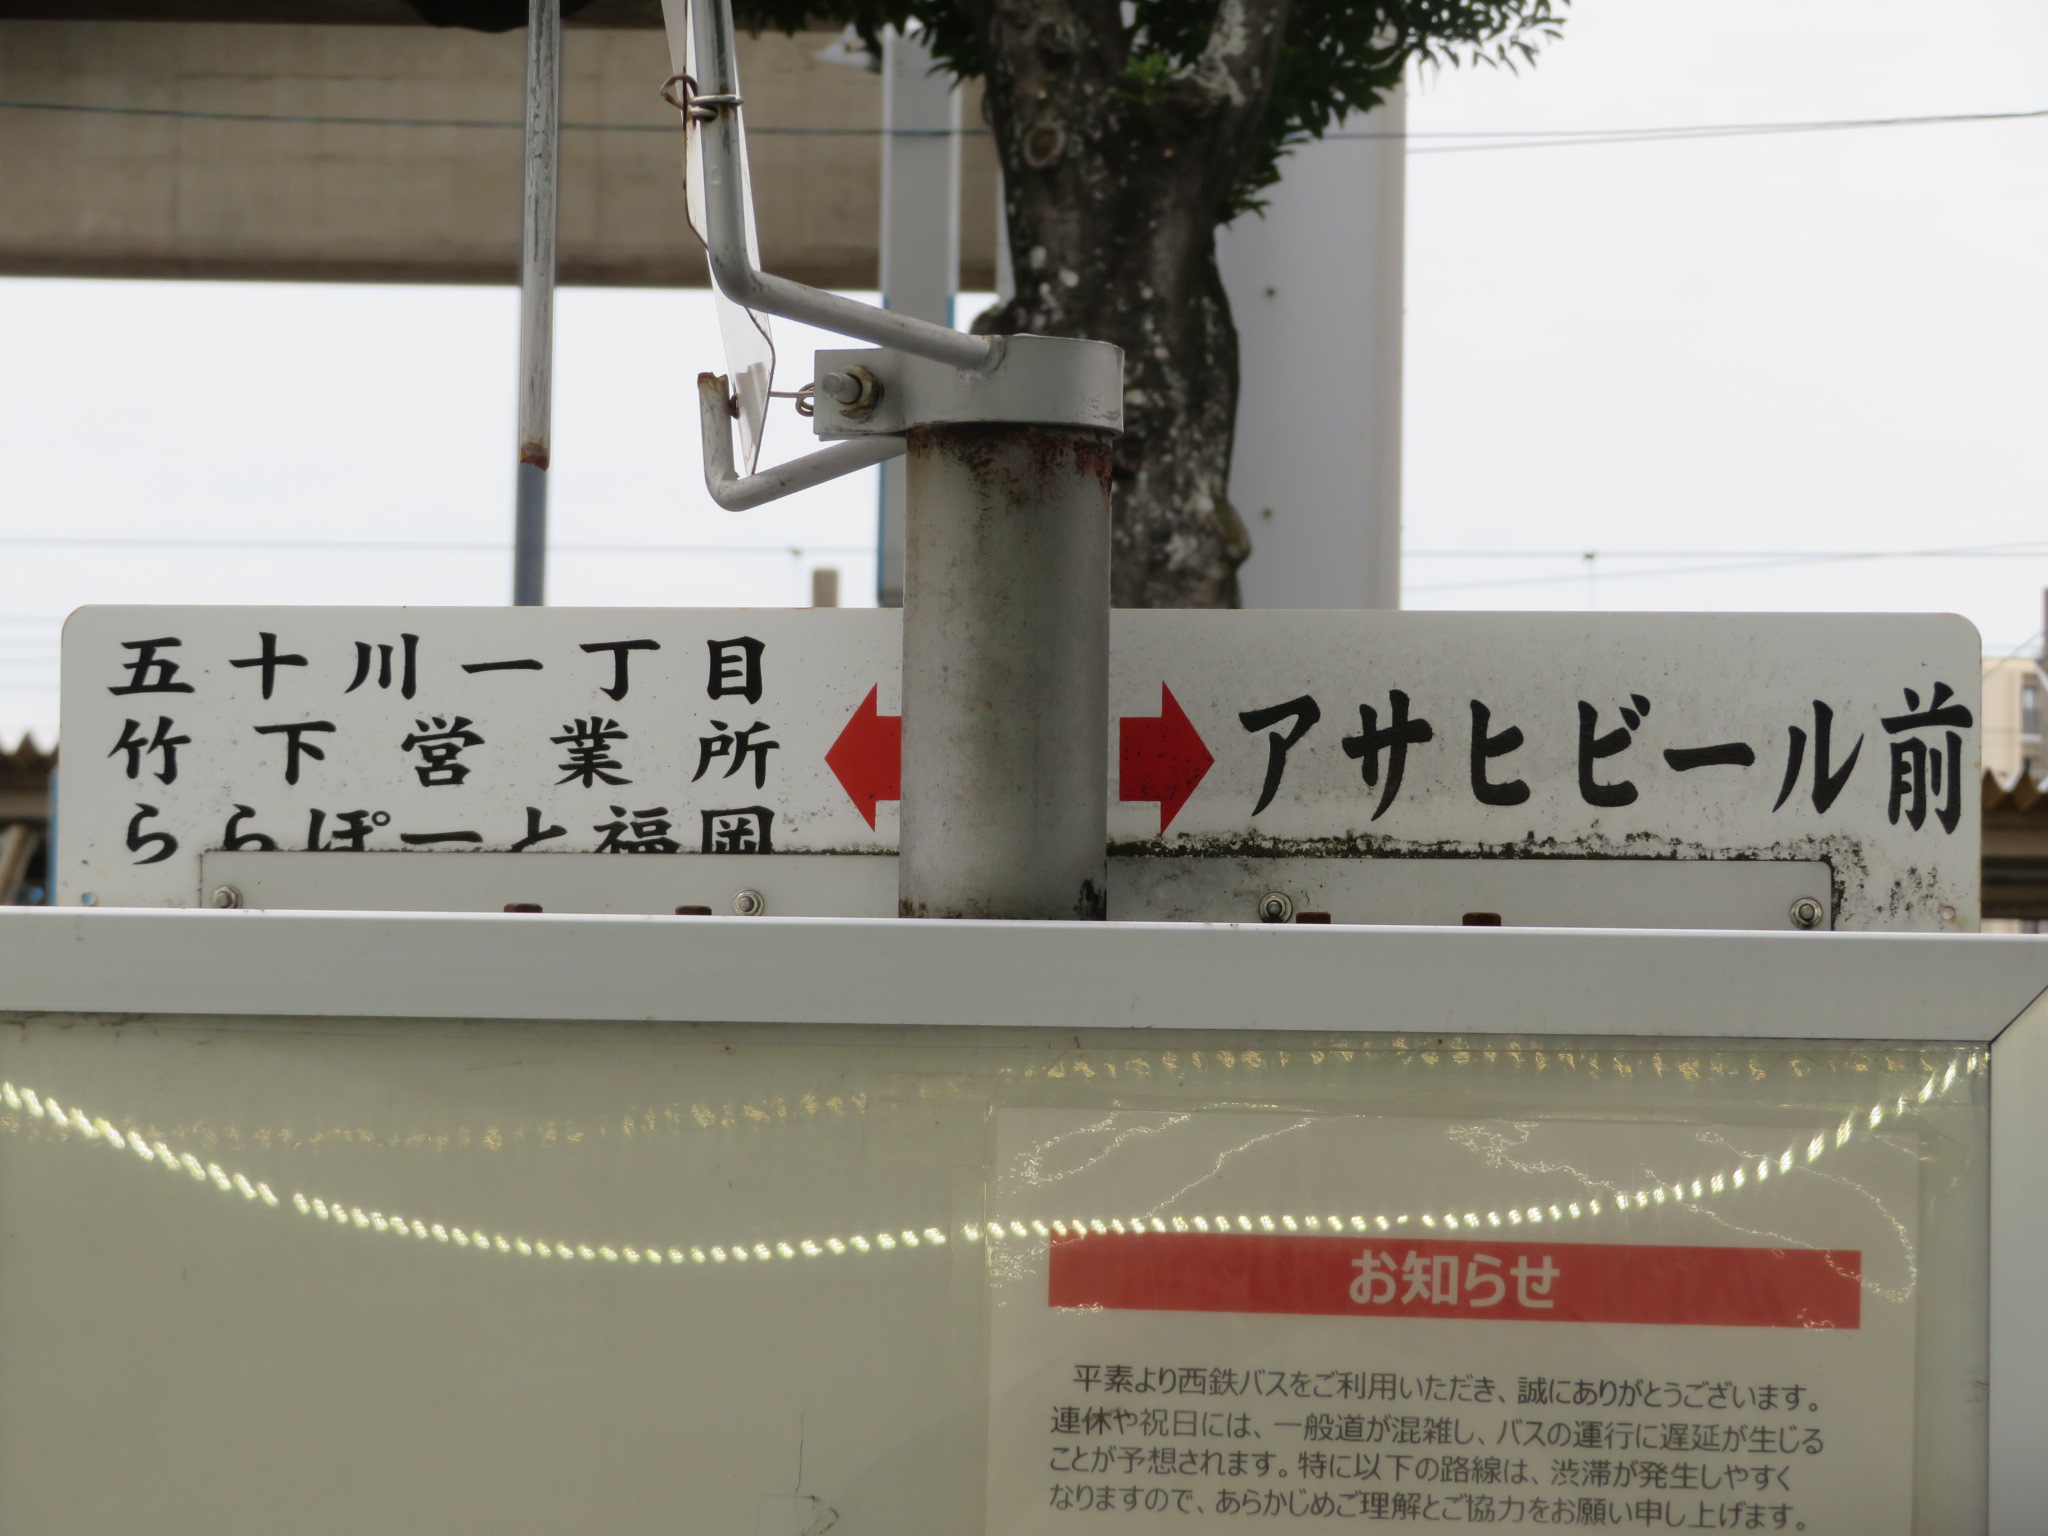 五十川一丁目
竹下営業所
ららぽーと福岡
アサヒビール前
お知らせ
平素より西鉄バスをご利用いただき、誠にありがとうございます。
連休や祝日には、一般道が混雑し、バスの運行に遅延が生じる
ことが予想されます。特に以下の路線は、渋滞が発生しやすく
なりますので、あらかじめご理解とご協力をお願い申し上げます。